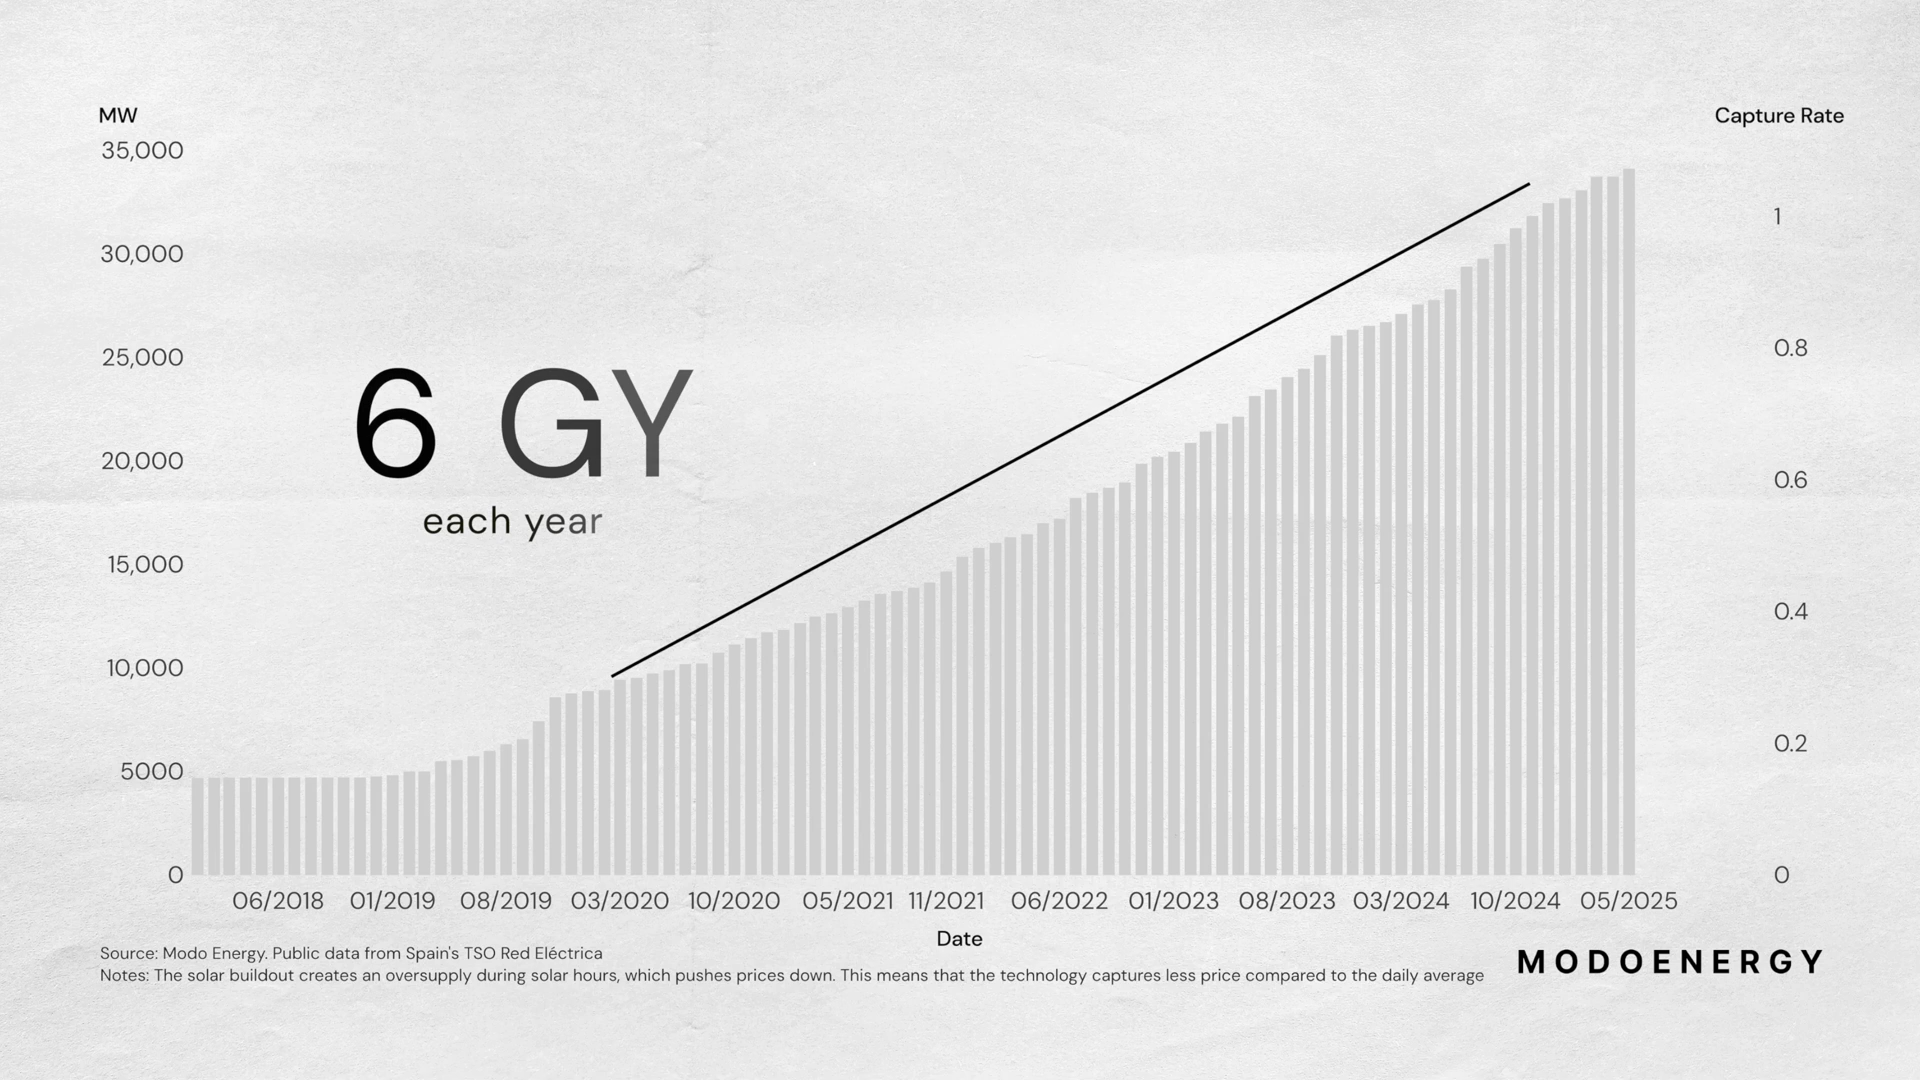 MW
Capture Rate
35,000
30,000
25,000
20,000
15,000
10,000
5000
0
1
0.8
0.6
0.4
0.2
0
6 GY
each year
06/2018 01/2019 08/2019 03/2020 10/2020 05/2021 11/2021 06/2022 01/2023 08/2023 03/2024 10/2024 05/2025
Date
Source: Modo Energy. Public data from Spain's TSO Red Eléctrica
Notes: The solar buildout creates an oversupply during solar hours, which pushes prices down. This means that the technology captures less price compared to the daily average
MODOENERGY